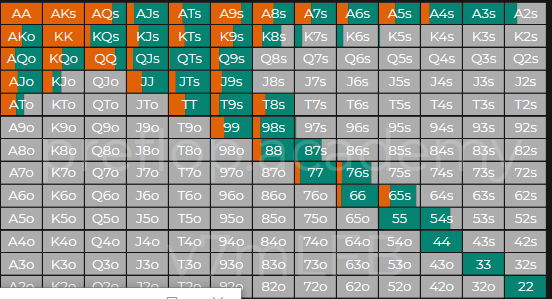 AA AKs AQs AJs ATs A9s A8s A7s A6s A5s A4s A3s A2s
AKo KK KQs KJs KTs K9s K8s K7s K6s K5s K4s K3s K2s
AQo KQo QQ QJs QTs Q9s Q8s Q7s Q6s Q5s Q4s Q3s Q2s
AJo KJo QJo JJ JTs J9s J8s J7s J6s J5s J4s J3s J2s
ATo KTo QTo JTo TT T9s T8s T7s T6s T5s T4s T3s T2s
A9o K9o Q9o J9o T9o 99 98s 97s 96s 95s 94s 93s 92s
A8o K8o Q8o J8o T8o 98o 88 87s 86s 85s 84s 83s 82s
A7o K7o Q7o J7o T7o 97o 87o 77 76s 75s 74s 73s 72s
A6o K6o Q6o J6o T6o 96o 86o 76o 66 65s 64s 63s 62s
A5o K5o Q5o J5o T5o 95o 85o 75o 65o 55 54s 53s 52s
A4o K4o Q4o J4o T4o 94o 84o 74o 64o 54o 44 43s 42s
A3o K3o Q3o J3o T3o 93o 83o 73o 63o 53o 43o 33 32s
A2o K2o Q2o J2o T2o 92o 82o 72o 62o 52o 42o 32o 22